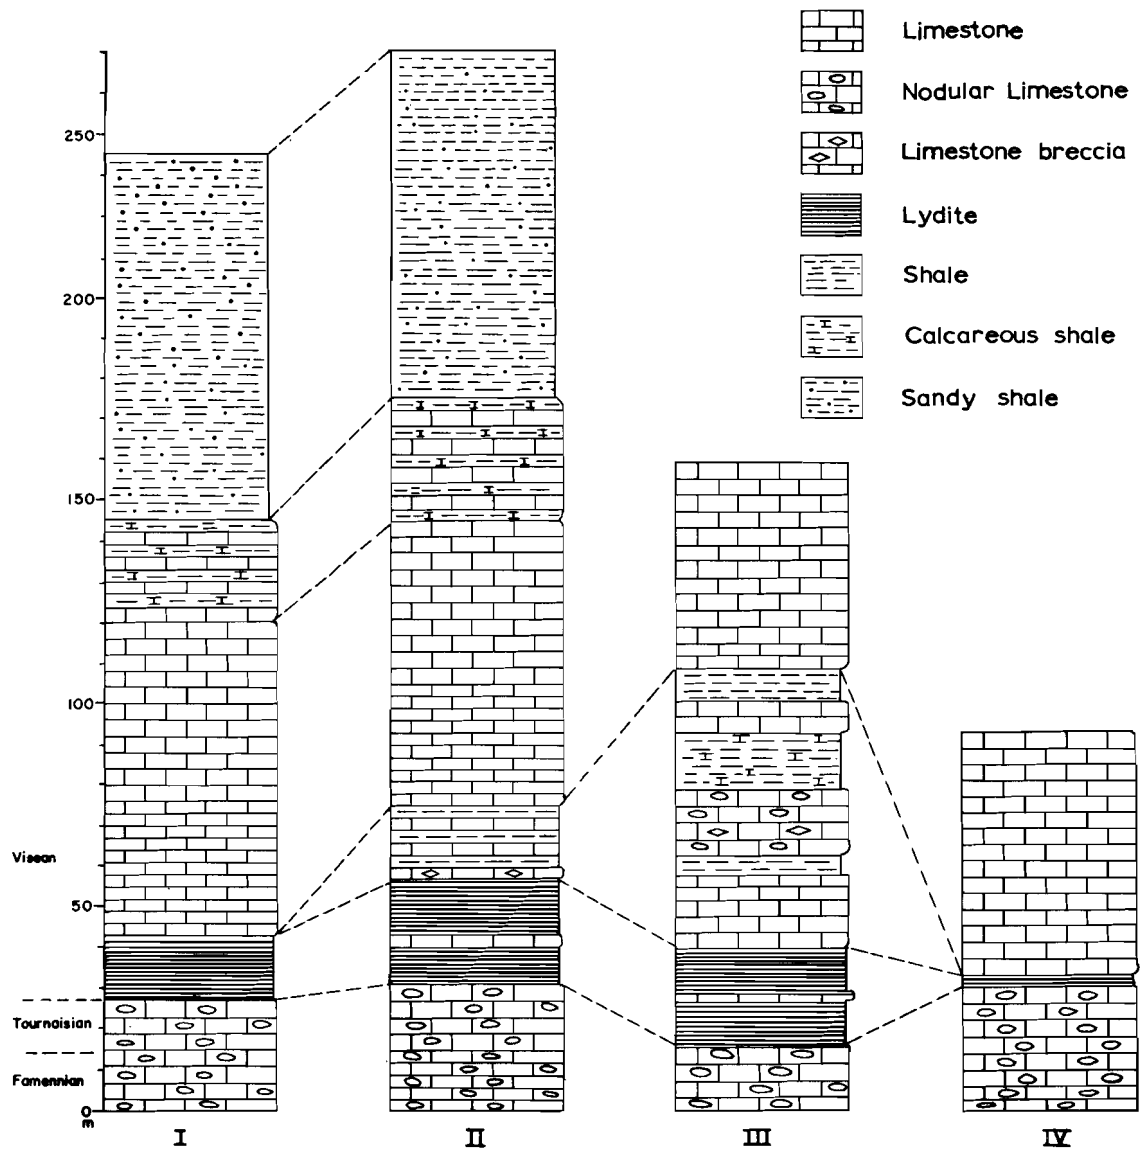 Limestone
Nodular Limestone
Limestone breccia
Lydite
Shale
Calcareous shale
Sandy shale
250
200
150
100
50
0
m
Visean
Tournaisian
Famennian
I
II
III
IV